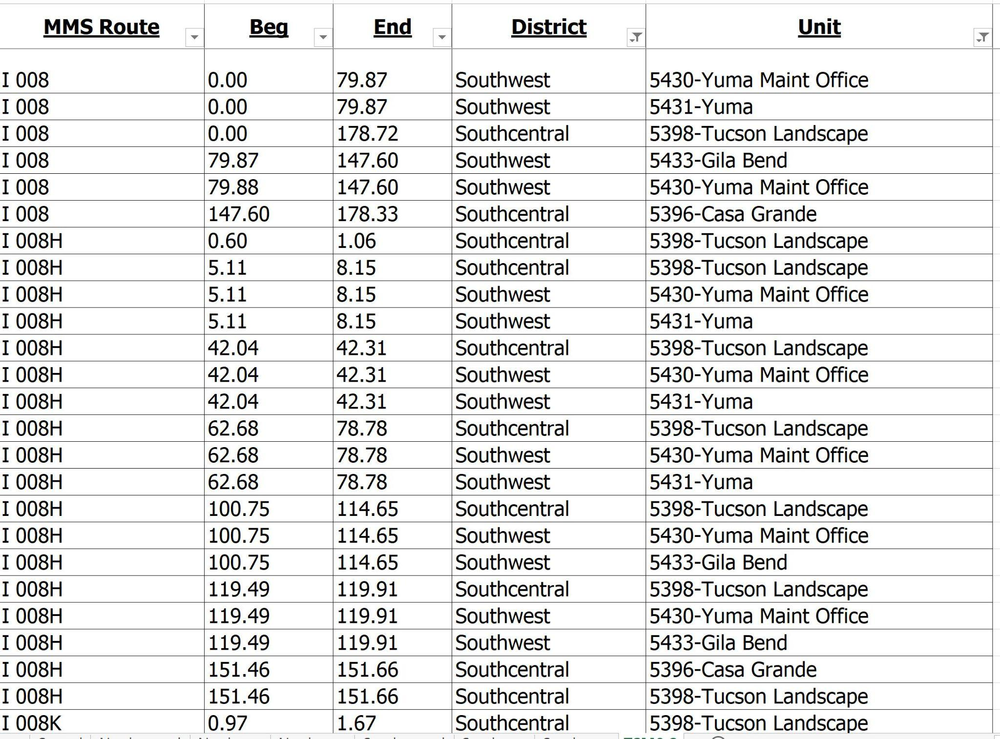 MMS Route Beg End District Unit
I 008 0.00 79.87 Southwest 5430-Yuma Maint Office
I 008 0.00 79.87 Southwest 5431-Yuma
I 008 0.00 178.72 Southcentral 5398-Tucson Landscape
I 008 79.87 147.60 Southwest 5433-Gila Bend
I 008 79.88 147.60 Southwest 5430-Yuma Maint Office
I 008 147.60 178.33 Southcentral 5396-Casa Grande
I 008H 0.60 1.06 Southcentral 5398-Tucson Landscape
I 008H 5.11 8.15 Southcentral 5398-Tucson Landscape
I 008H 5.11 8.15 Southwest 5430-Yuma Maint Office
I 008H 5.11 8.15 Southwest 5431-Yuma
I 008H 42.04 42.31 Southcentral 5398-Tucson Landscape
I 008H 42.04 42.31 Southwest 5430-Yuma Maint Office
I 008H 42.04 42.31 Southwest 5431-Yuma
I 008H 62.68 78.78 Southcentral 5398-Tucson Landscape
I 008H 62.68 78.78 Southwest 5430-Yuma Maint Office
I 008H 62.68 78.78 Southwest 5431-Yuma
I 008H 100.75 114.65 Southcentral 5398-Tucson Landscape
I 008H 100.75 114.65 Southwest 5430-Yuma Maint Office
I 008H 100.75 114.65 Southwest 5433-Gila Bend
I 008H 119.49 119.91 Southcentral 5398-Tucson Landscape
I 008H 119.49 119.91 Southwest 5430-Yuma Maint Office
I 008H 119.49 119.91 Southwest 5433-Gila Bend
I 008H 151.46 151.66 Southcentral 5396-Casa Grande
I 008H 151.46 151.66 Southcentral 5398-Tucson Landscape
I 008K 0.97 1.67 Southcentral 5398-Tucson Landscape